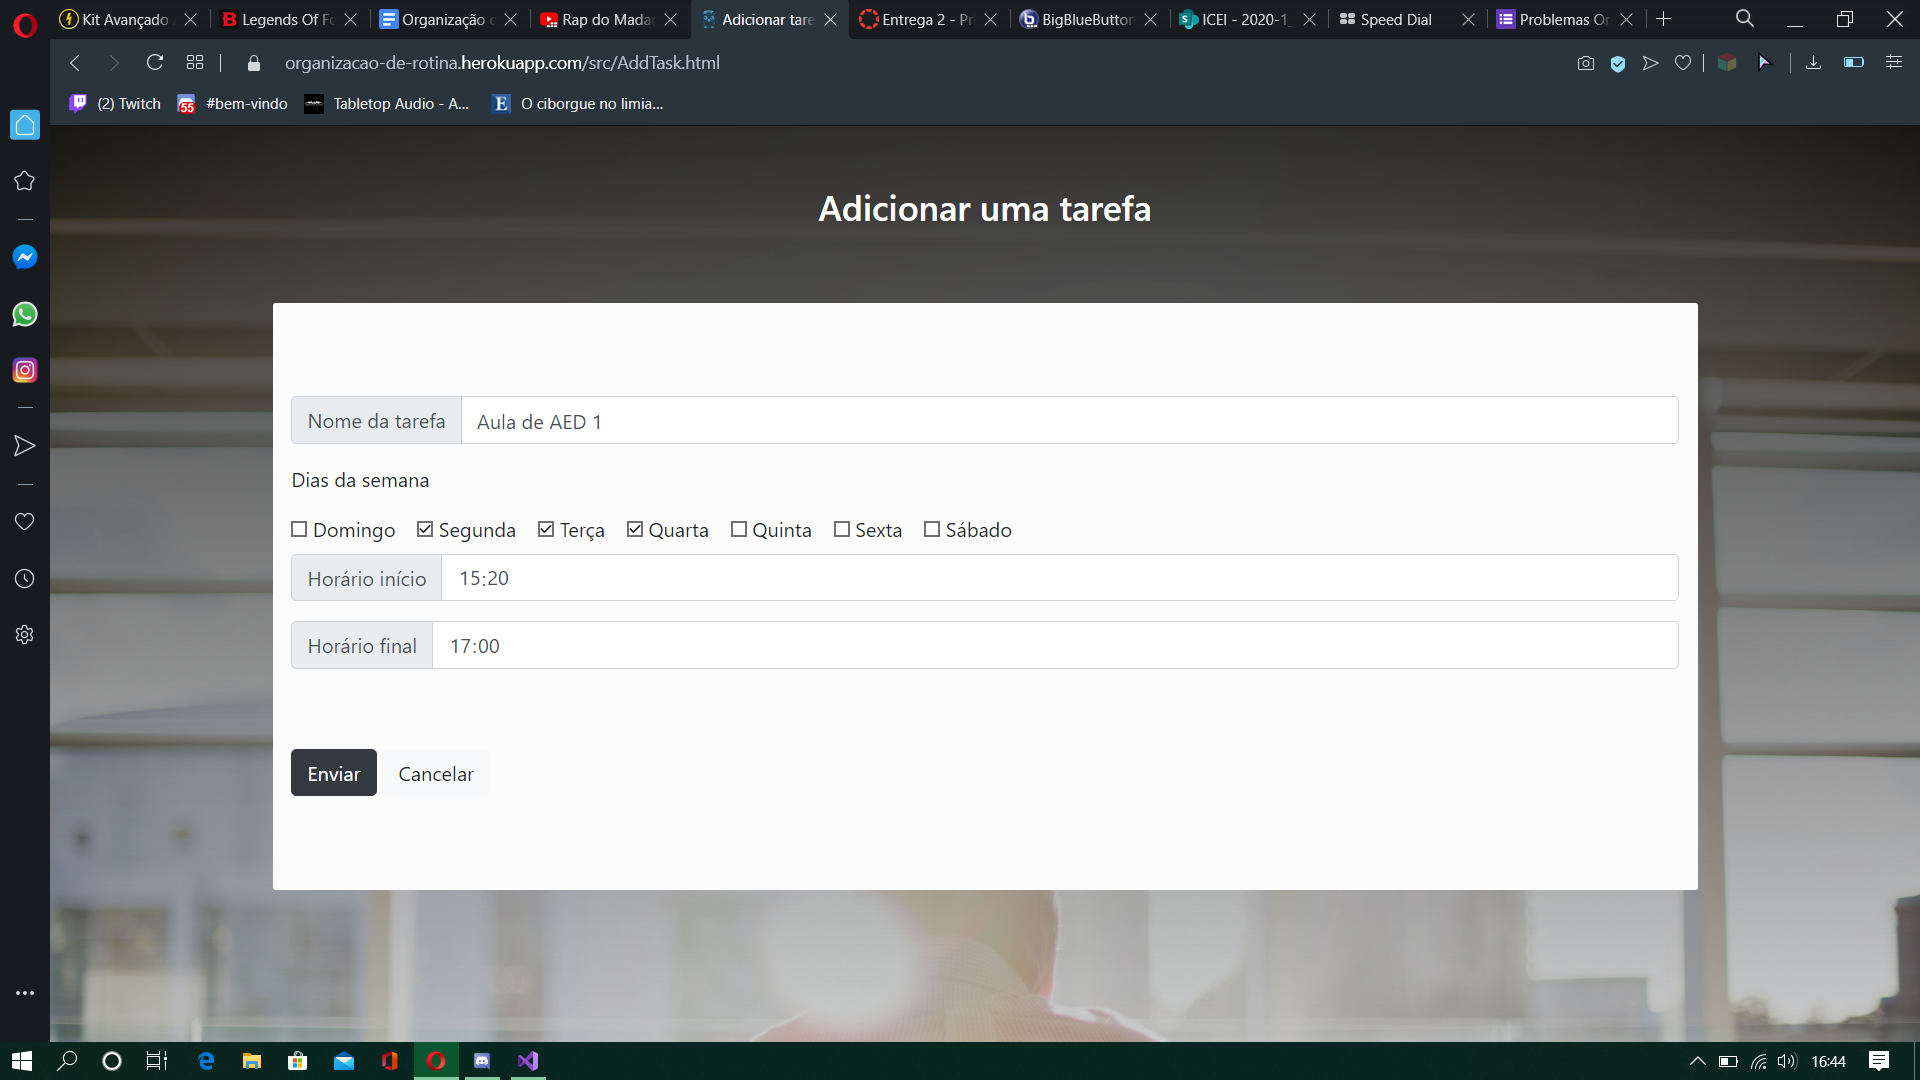 Kit Avançado
Legends Of Fo
Organização
Rap do Madar
Adicionar tare
Entrega 2 - Pr
BigBlueButton
ICEI - 2020-1_
Speed Dial
Problemas Or
organizacao-de-rotina.herokuapp.com/src/AddTask.html
(2) Twitch
55
#bem-vindo
Tabletop Audio - A...
E
O ciborgue no limia...
Adicionar uma tarefa
Nome da tarefa
Aula de AED 1
Dias da semana
Domingo Segunda Terça Quarta Quinta Sexta Sábado
Horário início
15:20
Horário final
17:00
Enviar
Cancelar
16:44